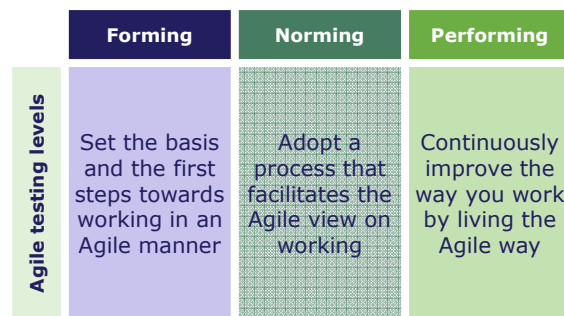 Forming
Norming
Performing
Agile testing levels
Set the basis
and the first
steps towards
working in an
Agile manner
Adopt a
process that
facilitates the
Agile view on
working
Continuously
improve the
way you work
by living the
Agile way